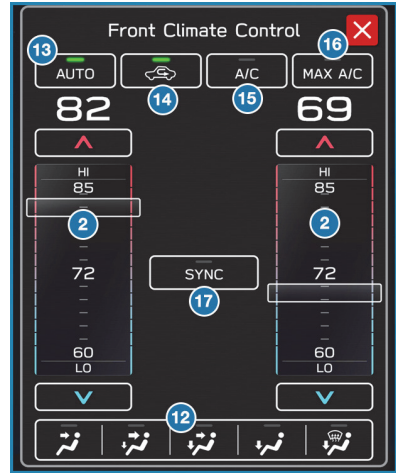 Front Climate Control
13 16
AUTO A/C MAX A/C
14 15
82 69
HI HI
85 85
2 2
72 72
SYNC
17
60 60
LO LO
12